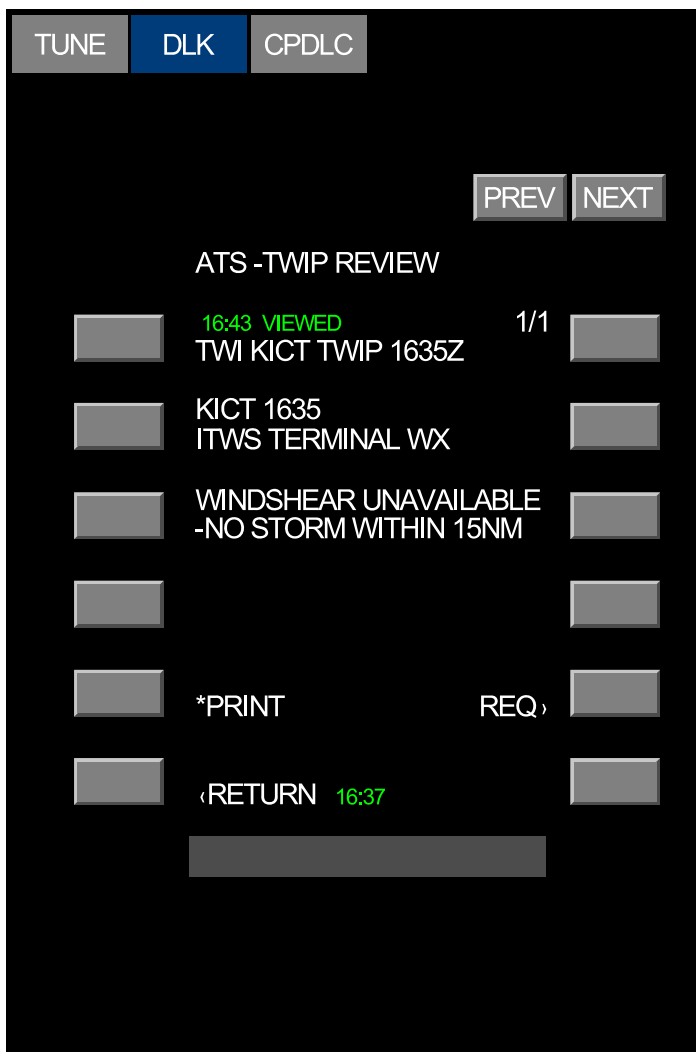 TUNE DLK CPDLC
PREV NEXT
ATS -TWIP REVIEW
16:43 VIEWED 1/1
TWI KICT TWIP 1635Z
KICT 1635
ITWS TERMINAL WX
WINDSHEAR UNAVAILABLE
-NO STORM WITHIN 15NM
*PRINT REQ›
‹RETURN 16:37